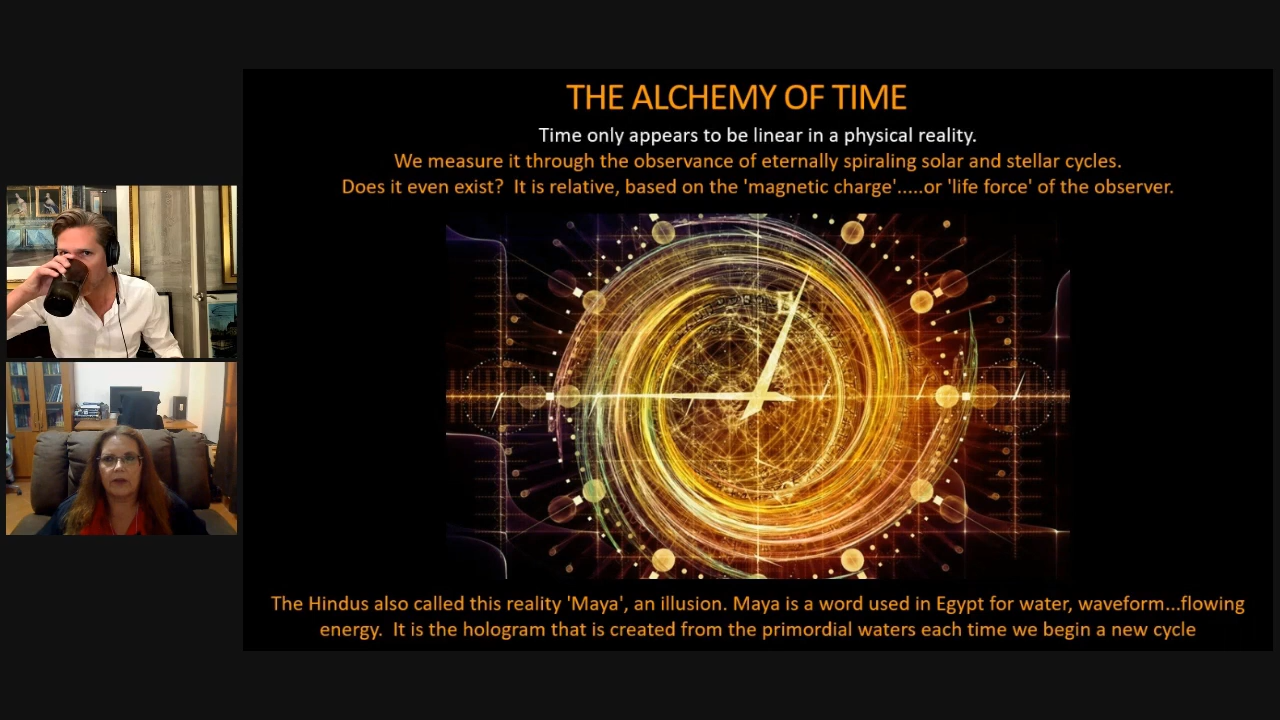 THE ALCHEMY OF TIME
Time only appears to be linear in a physical reality.
We measure it through the observance of eternally spiraling solar and stellar cycles.
Does it even exist?  It is relative, based on the 'magnetic charge'.....or 'life force' of the observer.
The Hindus also called this reality 'Maya', an illusion. Maya is a word used in Egypt for water, waveform...flowing
energy.  It is the hologram that is created from the primordial waters each time we begin a new cycle